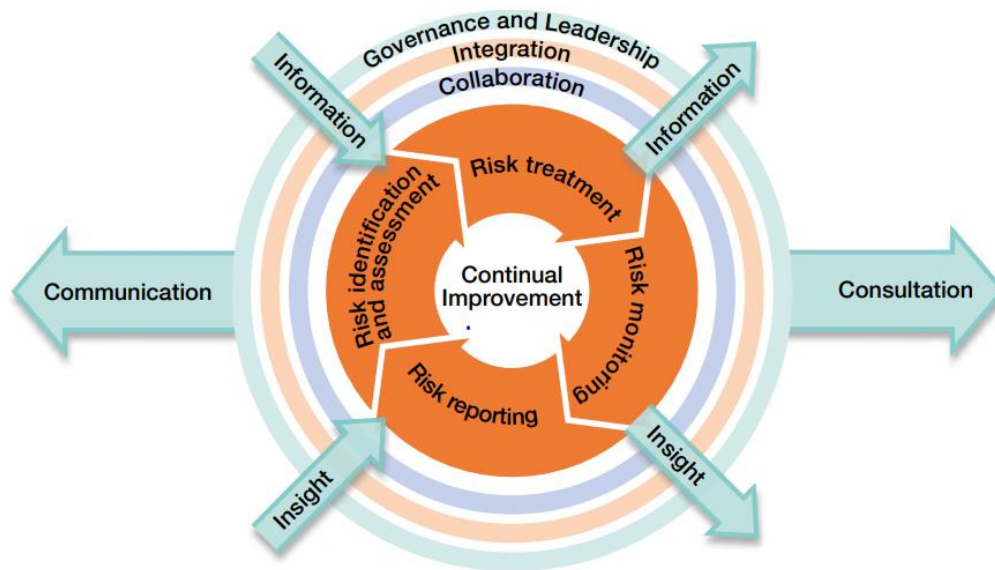 Governance and Leadership
Integration
Collaboration
Information
Information
Risk treatment
Risk identification
and assessment
Continual
Improvement
Communication
Consultation
Risk monitoring
Risk reporting
Insight
Insight